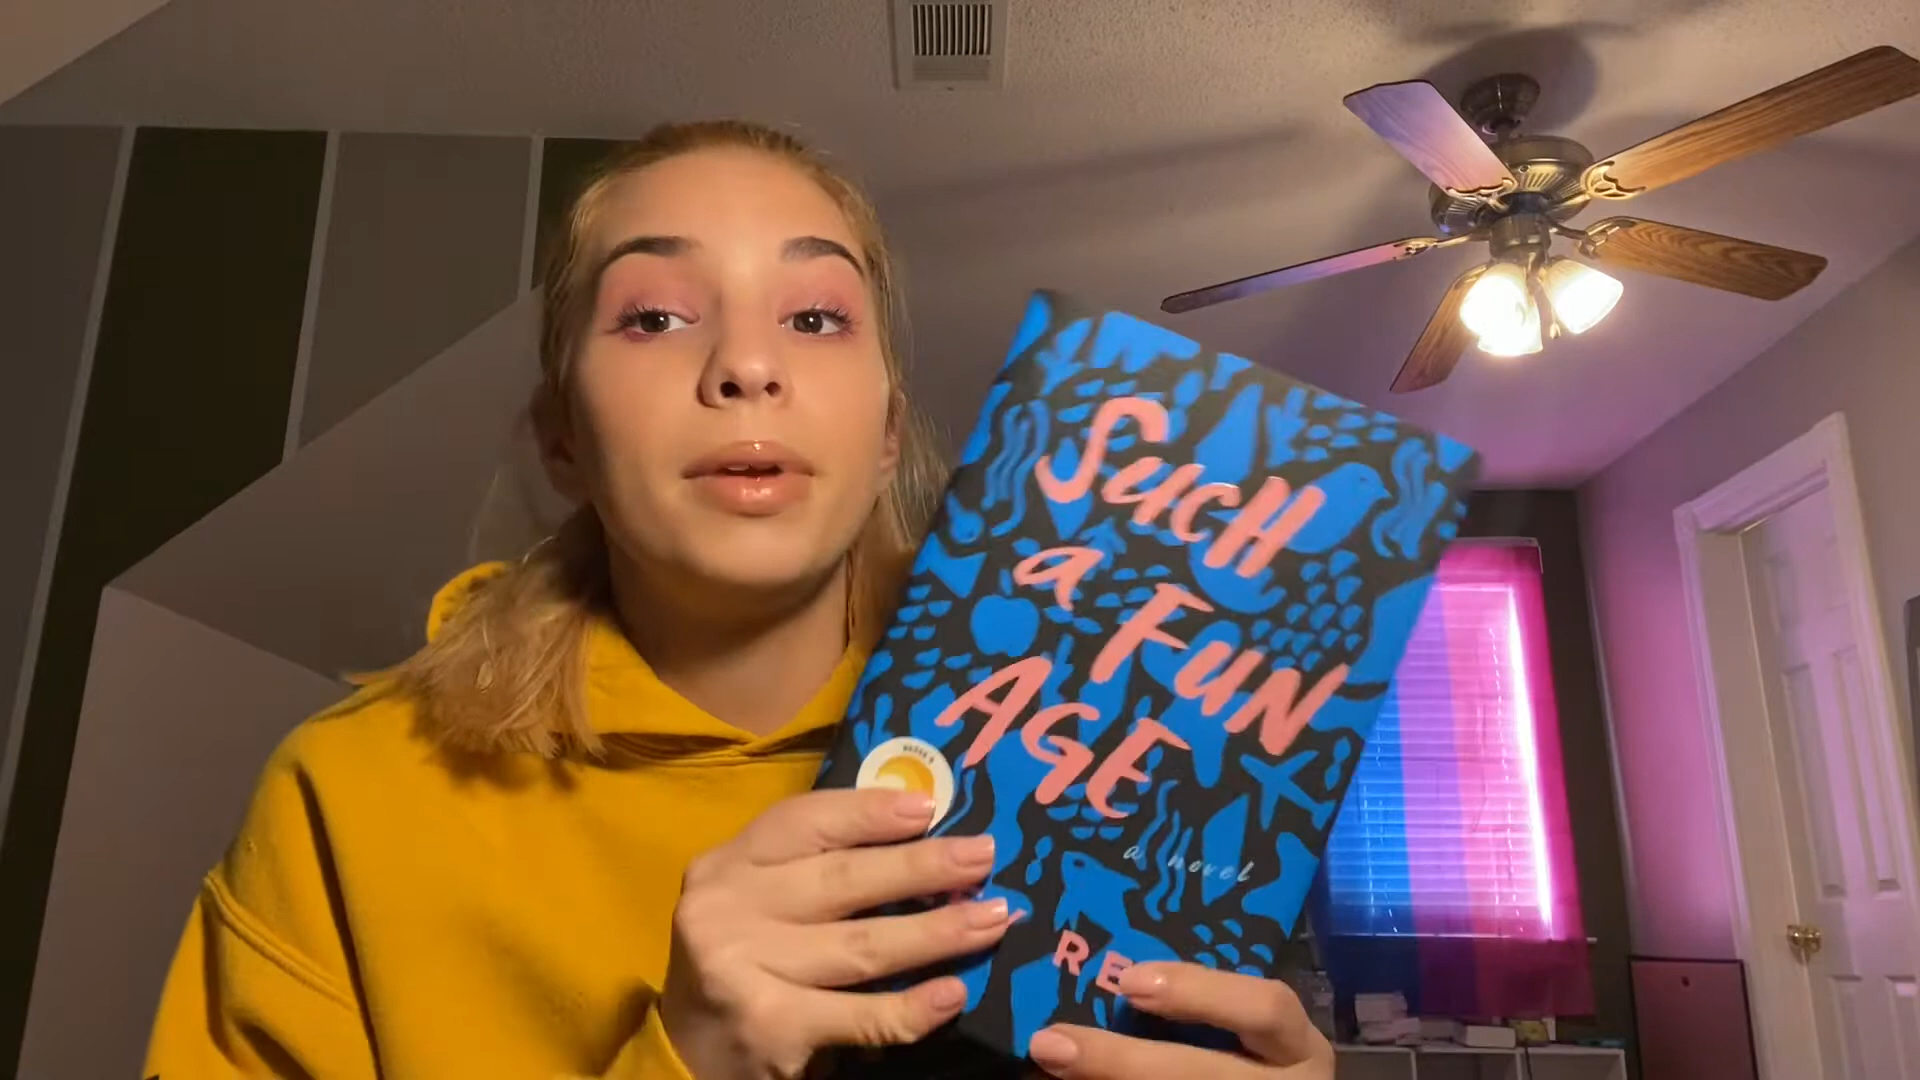 SUCH
a FUN
AGE
a novel
RE